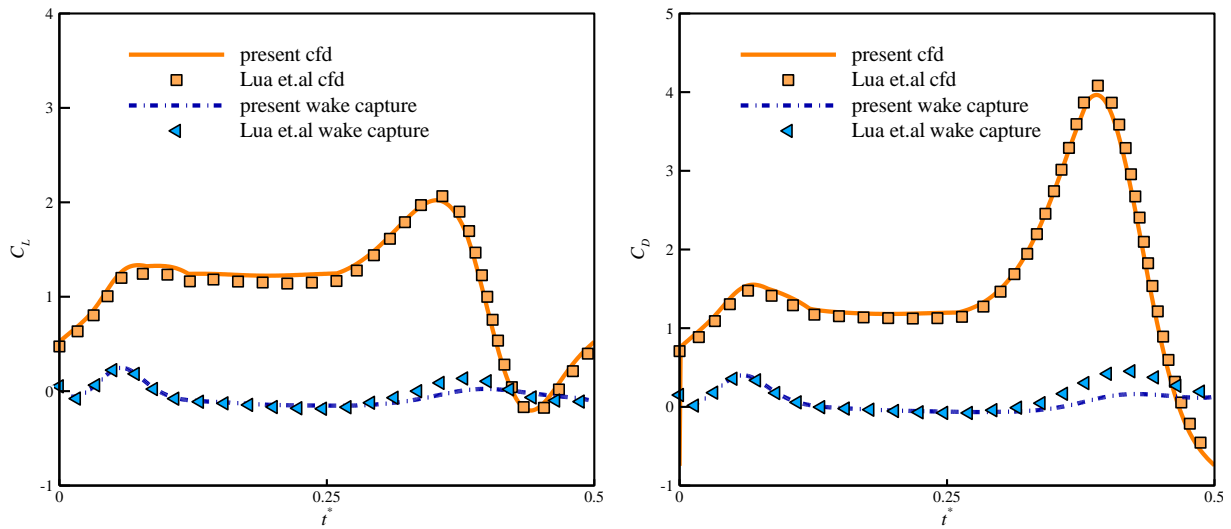 4
3
2
1
0
-1
C_L
present cfd
Lua et.al cfd
present wake capture
Lua et.al wake capture
0
0.25
0.5
t*
5
4
3
2
1
0
-1
C_D
present cfd
Lua et.al cfd
present wake capture
Lua et.al wake capture
0
0.25
0.5
t*